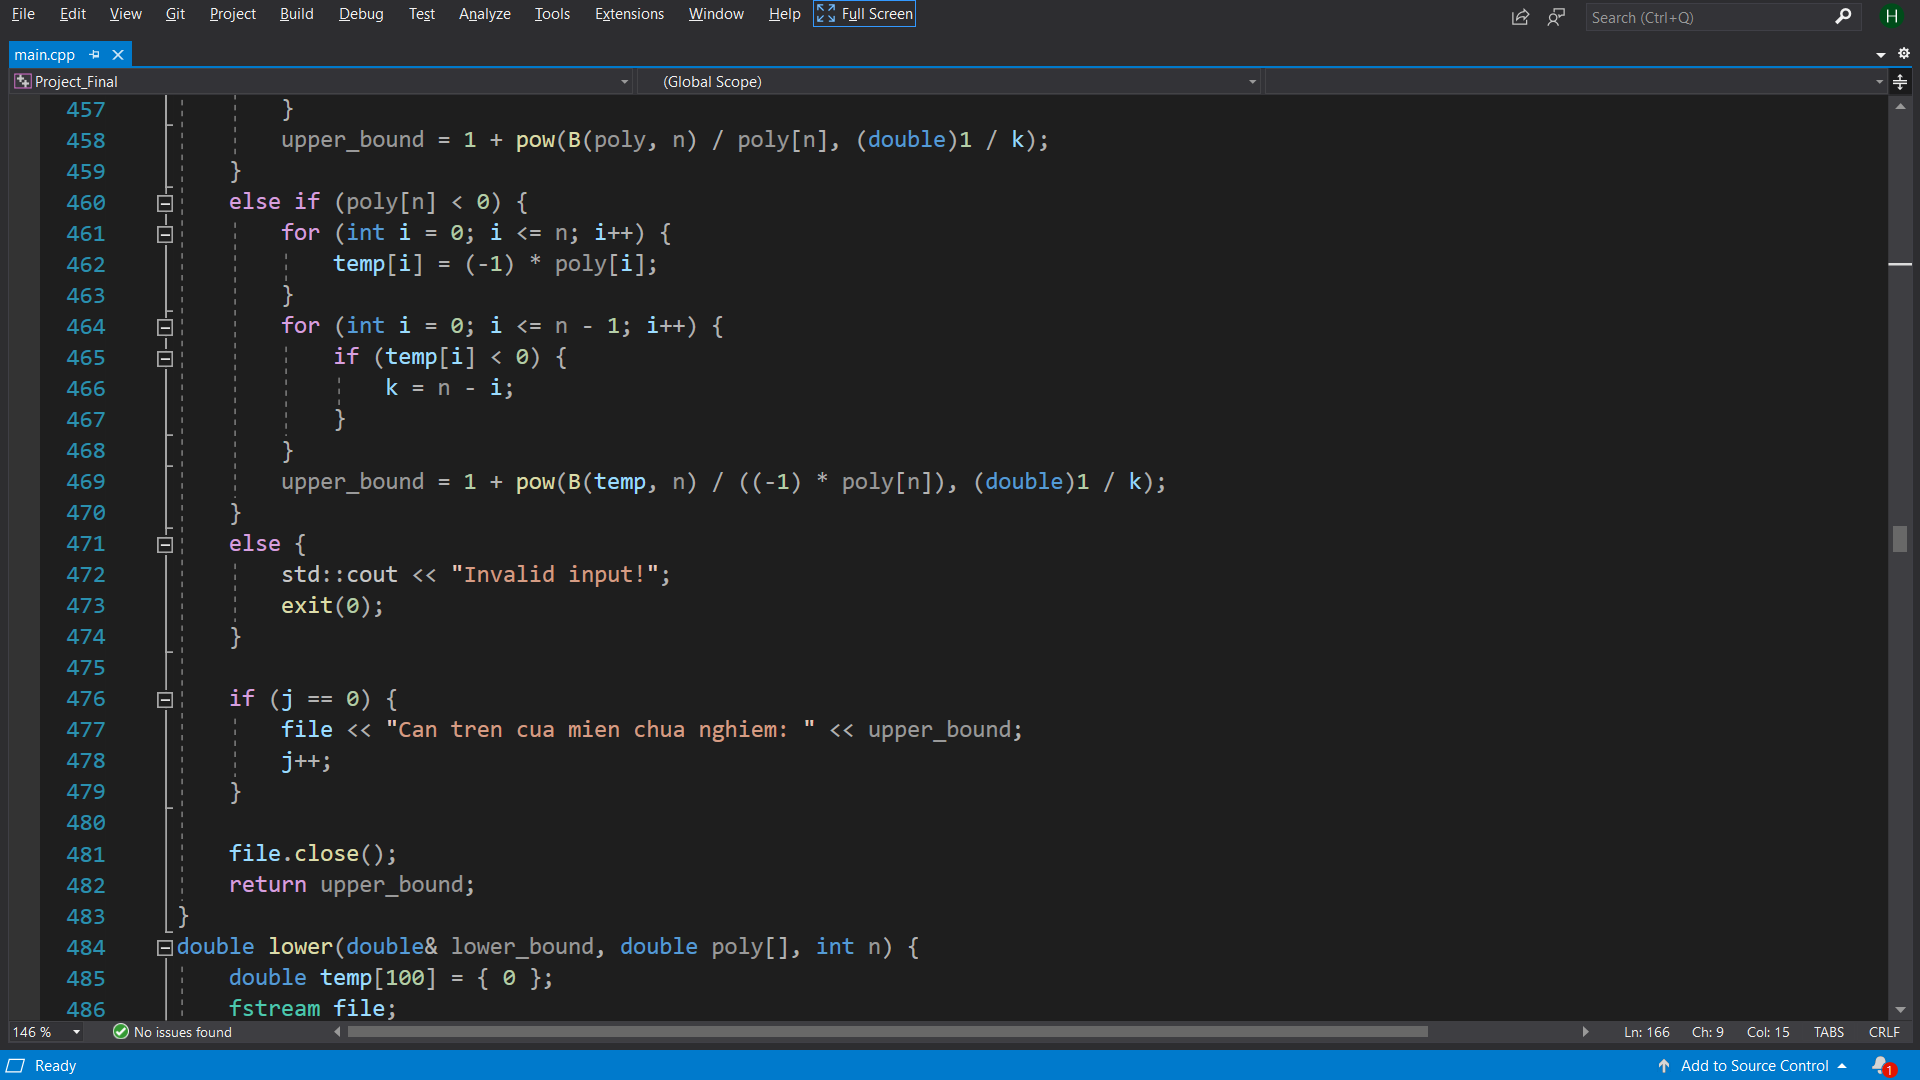 File Edit View Git Project Build Debug Test Analyze Tools Extensions Window Help Full Screen Search (Ctrl+Q) H
main.cpp
Project_Final (Global Scope)
457 }
458 upper_bound = 1 + pow(B(poly, n) / poly[n], (double)1 / k);
459 }
460 else if (poly[n] < 0) {
461 for (int i = 0; i <= n; i++) {
462 temp[i] = (-1) * poly[i];
463 }
464 for (int i = 0; i <= n - 1; i++) {
465 if (temp[i] < 0) {
466 k = n - i;
467 }
468 }
469 upper_bound = 1 + pow(B(temp, n) / ((-1) * poly[n]), (double)1 / k);
470 }
471 else {
472 std::cout << "Invalid input!";
473 exit(0);
474 }
475
476 if (j == 0) {
477 file << "Can tren cua mien chua nghiem: " << upper_bound;
478 j++;
479 }
480
481 file.close();
482 return upper_bound;
483 }
484 double lower(double& lower_bound, double poly[], int n) {
485 double temp[100] = { 0 };
486 fstream file;
146 % No issues found Ln: 166 Ch: 9 Col: 15 TABS CRLF
Ready Add to Source Control 1